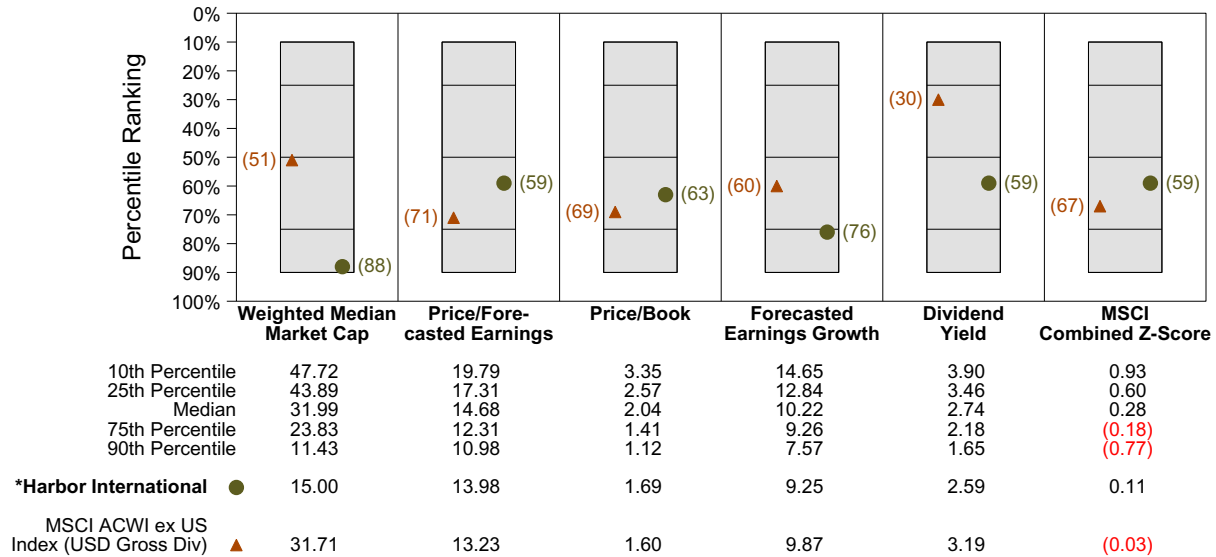 Percentile Ranking
0%
10%
20%
30%
40%
50%
60%
70%
80%
90%
100%
(51)
(88)
(71)
(59)
(69)
(63)
(60)
(76)
(30)
(59)
(67)
(59)
Weighted Median
Market Cap
Price/Fore-
casted Earnings
Price/Book
Forecasted
Earnings Growth
Dividend
Yield
MSCI
Combined Z-Score
10th Percentile 47.72 19.79 3.35 14.65 3.90 0.93
25th Percentile 43.89 17.31 2.57 12.84 3.46 0.60
Median 31.99 14.68 2.04 10.22 2.74 0.28
75th Percentile 23.83 12.31 1.41 9.26 2.18 (0.18)
90th Percentile 11.43 10.98 1.12 7.57 1.65 (0.77)
*Harbor International 15.00 13.98 1.69 9.25 2.59 0.11
MSCI ACWI ex US
Index (USD Gross Div) 31.71 13.23 1.60 9.87 3.19 (0.03)